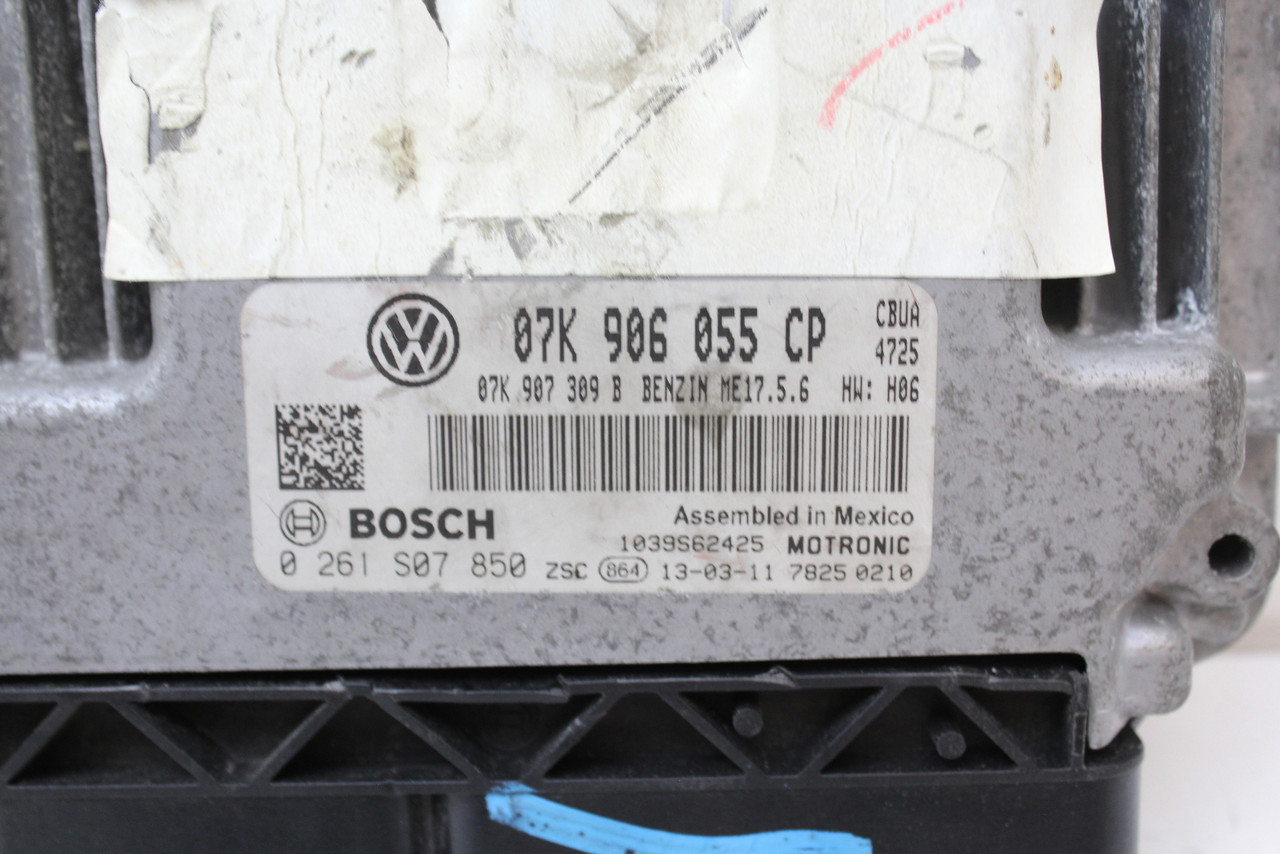 07K 906 055 CP CBUA
4725
07K 907 309 B BENZIN ME17.5.6 HW: H06
BOSCH Assembled in Mexico
1039S62425 MOTRONIC
0 261 S07 850 ZSC 864 13-03-11 7825 0210